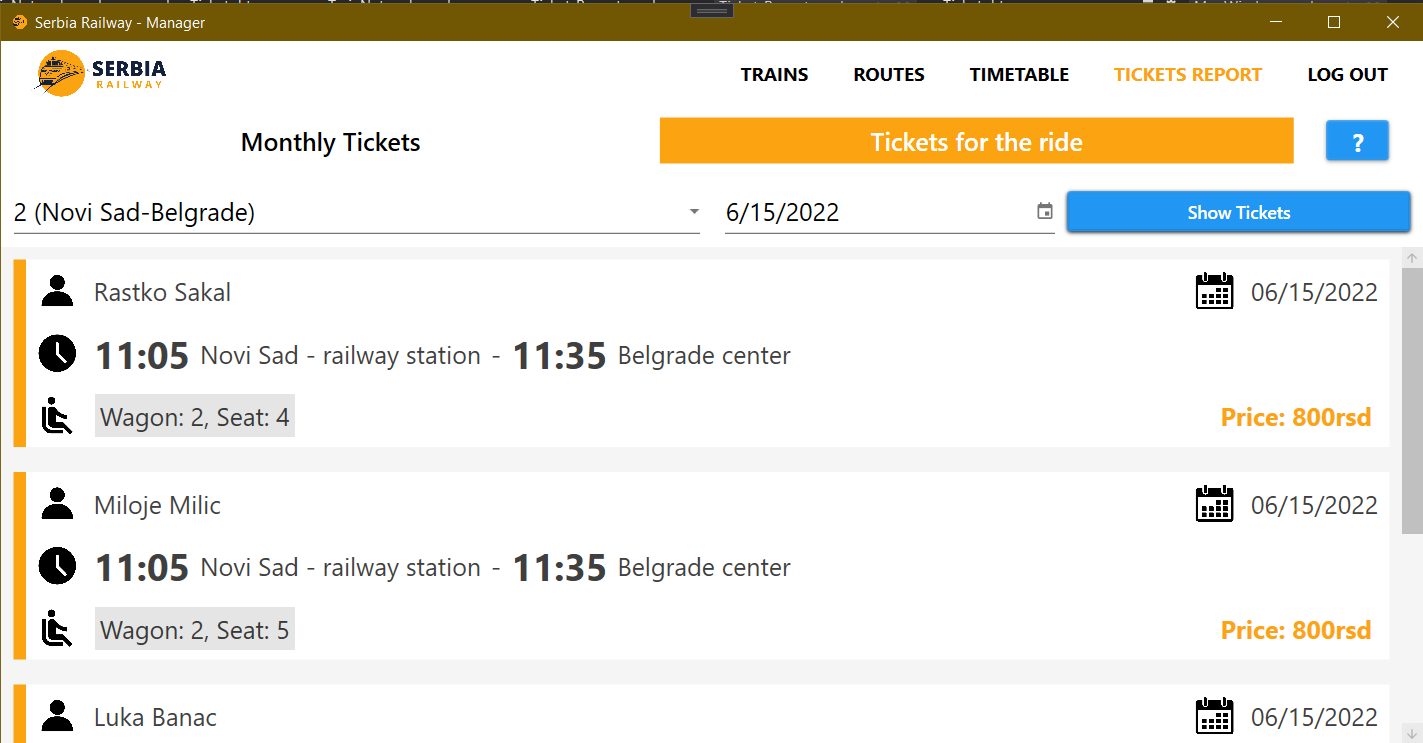 Serbia Railway - Manager
SERBIA
RAILWAY
TRAINS ROUTES TIMETABLE TICKETS REPORT LOG OUT
Monthly Tickets Tickets for the ride ?
2 (Novi Sad-Belgrade) 6/15/2022 Show Tickets
Rastko Sakal 06/15/2022
11:05 Novi Sad - railway station - 11:35 Belgrade center
Wagon: 2, Seat: 4 Price: 800rsd
Miloje Milic 06/15/2022
11:05 Novi Sad - railway station - 11:35 Belgrade center
Wagon: 2, Seat: 5 Price: 800rsd
Luka Banac 06/15/2022